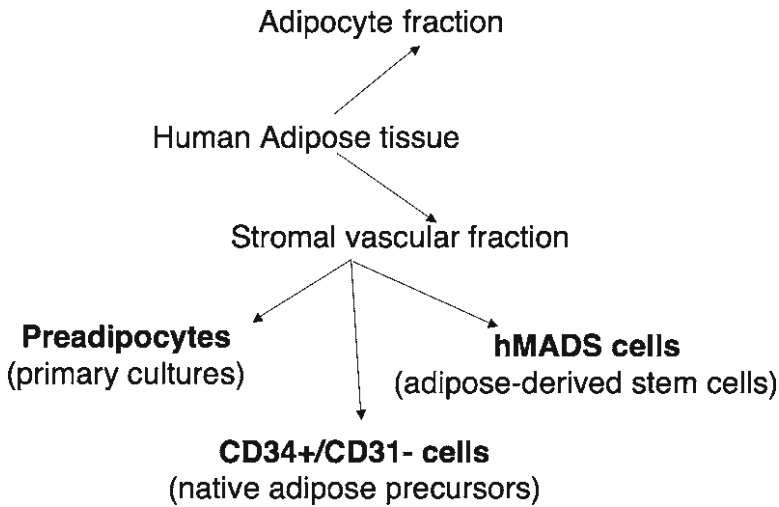 Adipocyte fraction
Human Adipose tissue
Stromal vascular fraction
Preadipocytes
(primary cultures)
hMADS cells
(adipose-derived stem cells)
CD34+/CD31- cells
(native adipose precursors)